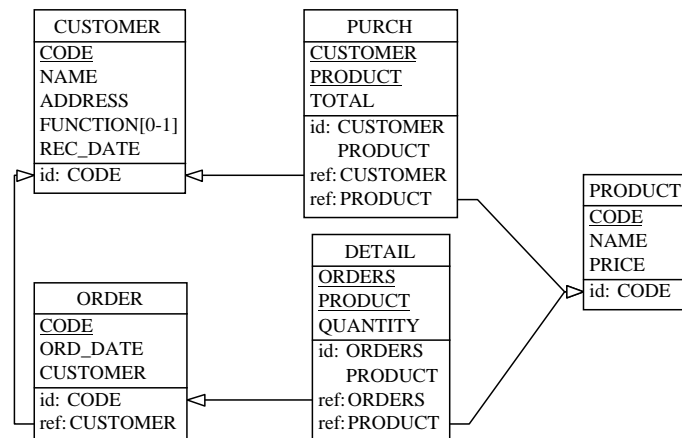 CUSTOMER
CODE
NAME
ADDRESS
FUNCTION[0-1]
REC_DATE
id: CODE
PURCH
CUSTOMER
PRODUCT
TOTAL
id: CUSTOMER
PRODUCT
ref: CUSTOMER
ref: PRODUCT
PRODUCT
CODE
NAME
PRICE
id: CODE
ORDER
CODE
ORD_DATE
CUSTOMER
id: CODE
ref: CUSTOMER
DETAIL
ORDERS
PRODUCT
QUANTITY
id: ORDERS
PRODUCT
ref: ORDERS
ref: PRODUCT